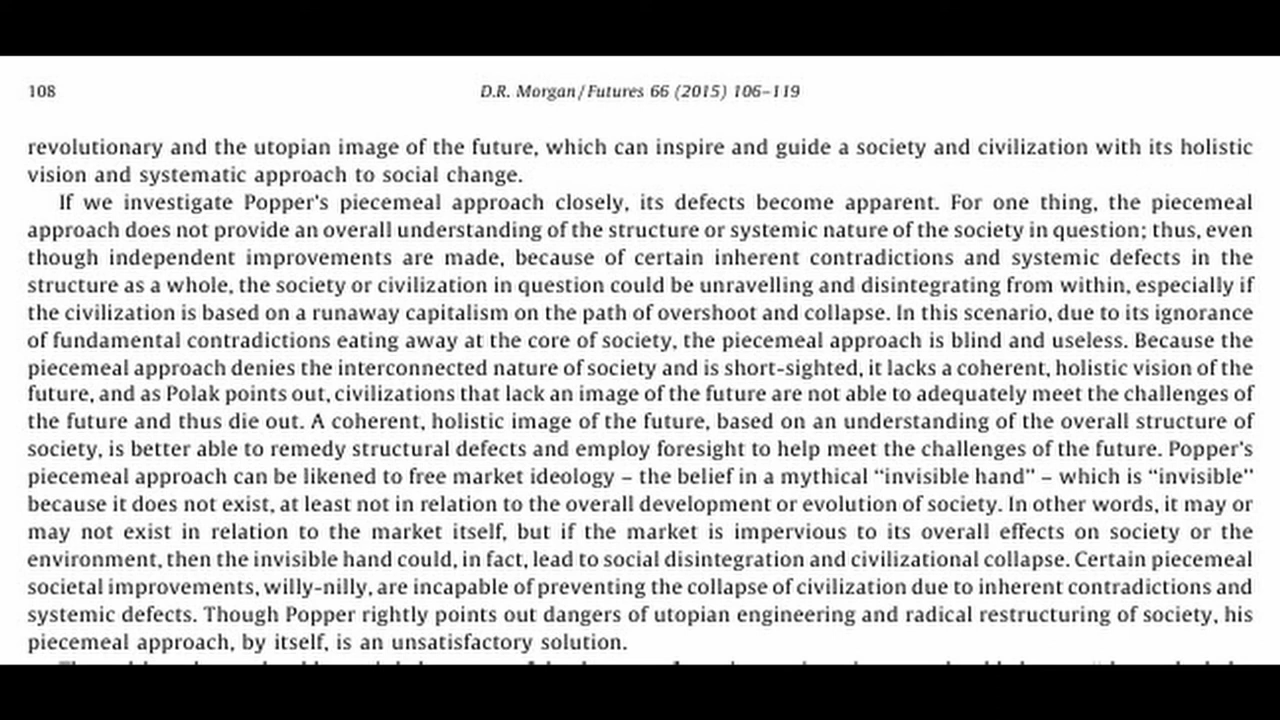 108
D.R. Morgan / Futures 66 (2015) 106–119
revolutionary and the utopian image of the future, which can inspire and guide a society and civilization with its holistic
vision and systematic approach to social change.
If we investigate Popper's piecemeal approach closely, its defects become apparent. For one thing, the piecemeal
approach does not provide an overall understanding of the structure or systemic nature of the society in question; thus, even
though independent improvements are made, because of certain inherent contradictions and systemic defects in the
structure as a whole, the society or civilization in question could be unravelling and disintegrating from within, especially if
the civilization is based on a runaway capitalism on the path of overshoot and collapse. In this scenario, due to its ignorance
of fundamental contradictions eating away at the core of society, the piecemeal approach is blind and useless. Because the
piecemeal approach denies the interconnected nature of society and is short-sighted, it lacks a coherent, holistic vision of the
future, and as Polak points out, civilizations that lack an image of the future are not able to adequately meet the challenges of
the future and thus die out. A coherent, holistic image of the future, based on an understanding of the overall structure of
society, is better able to remedy structural defects and employ foresight to help meet the challenges of the future. Popper's
piecemeal approach can be likened to free market ideology – the belief in a mythical “invisible hand” – which is “invisible”
because it does not exist, at least not in relation to the overall development or evolution of society. In other words, it may or
may not exist in relation to the market itself, but if the market is impervious to its overall effects on society or the
environment, then the invisible hand could, in fact, lead to social disintegration and civilizational collapse. Certain piecemeal
societal improvements, willy-nilly, are incapable of preventing the collapse of civilization due to inherent contradictions and
systemic defects. Though Popper rightly points out dangers of utopian engineering and radical restructuring of society, his
piecemeal approach, by itself, is an unsatisfactory solution.